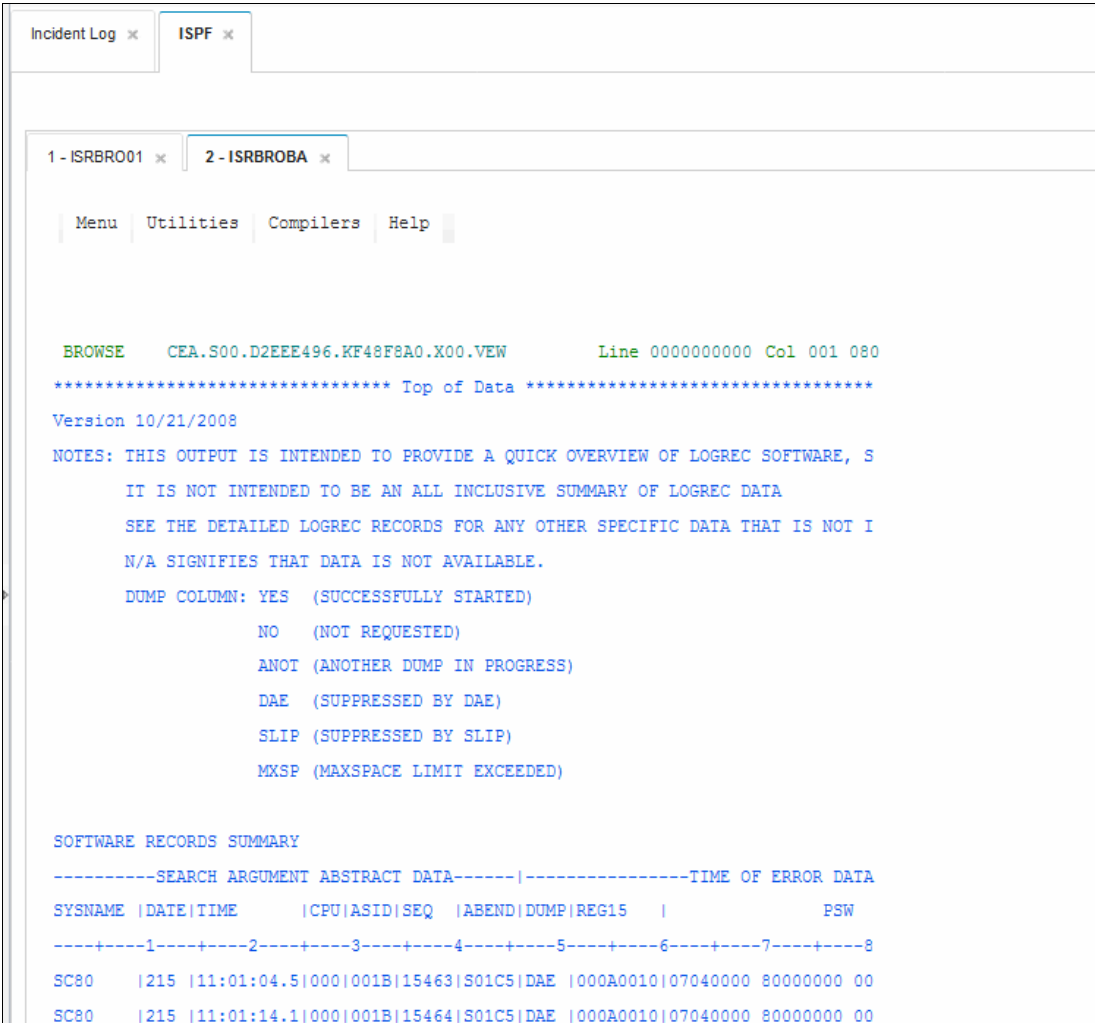 Incident Log × ISPF ×
1 - ISRBRO01 × 2 - ISRBROBA ×
Menu Utilities Compilers Help
BROWSE    CEA.S00.D2EEE496.KF48F8A0.X00.VEW         Line 0000000000 Col 001 080
********************************* Top of Data **********************************
Version 10/21/2008
NOTES: THIS OUTPUT IS INTENDED TO PROVIDE A QUICK OVERVIEW OF LOGREC SOFTWARE, S
       IT IS NOT INTENDED TO BE AN ALL INCLUSIVE SUMMARY OF LOGREC DATA
       SEE THE DETAILED LOGREC RECORDS FOR ANY OTHER SPECIFIC DATA THAT IS NOT I
       N/A SIGNIFIES THAT DATA IS NOT AVAILABLE.
       DUMP COLUMN: YES  (SUCCESSFULLY STARTED)
                    NO   (NOT REQUESTED)
                    ANOT (ANOTHER DUMP IN PROGRESS)
                    DAE  (SUPPRESSED BY DAE)
                    SLIP (SUPPRESSED BY SLIP)
                    MXSP (MAXSPACE LIMIT EXCEEDED)
SOFTWARE RECORDS SUMMARY
----------SEARCH ARGUMENT ABSTRACT DATA------|----------------TIME OF ERROR DATA
SYSNAME |DATE|TIME      |CPU|ASID|SEQ  |ABEND|DUMP|REG15   |               PSW
----+----1----+----2----+----3----+----4----+----5----+----6----+----7----+----8
SC80    |215 |11:01:04.5|000|001B|15463|S01C5|DAE |000A0010|07040000 80000000 00
SC80    |215 |11:01:14.1|000|001B|15464|S01C5|DAE |000A0010|07040000 80000000 00